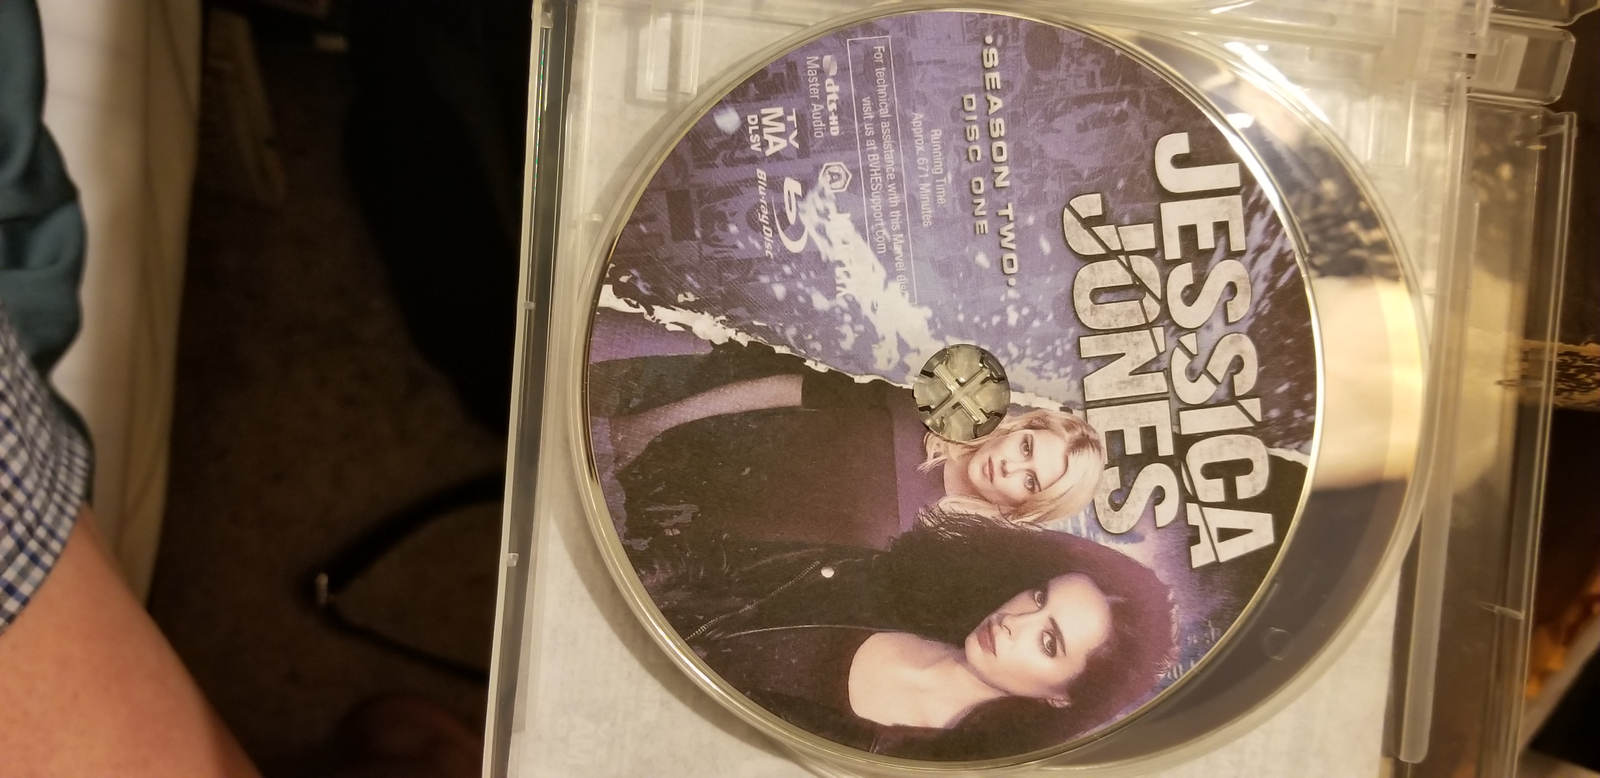 JESSICA
JONES
·SEASON TWO·
DISC ONE
Running Time:
Approx. 671 Minutes
For technical assistance with this Marvel disc
visit us at BVHESupport.com
dts-HD
Master Audio
A
TV
MA
DLSV
Blu-ray Disc